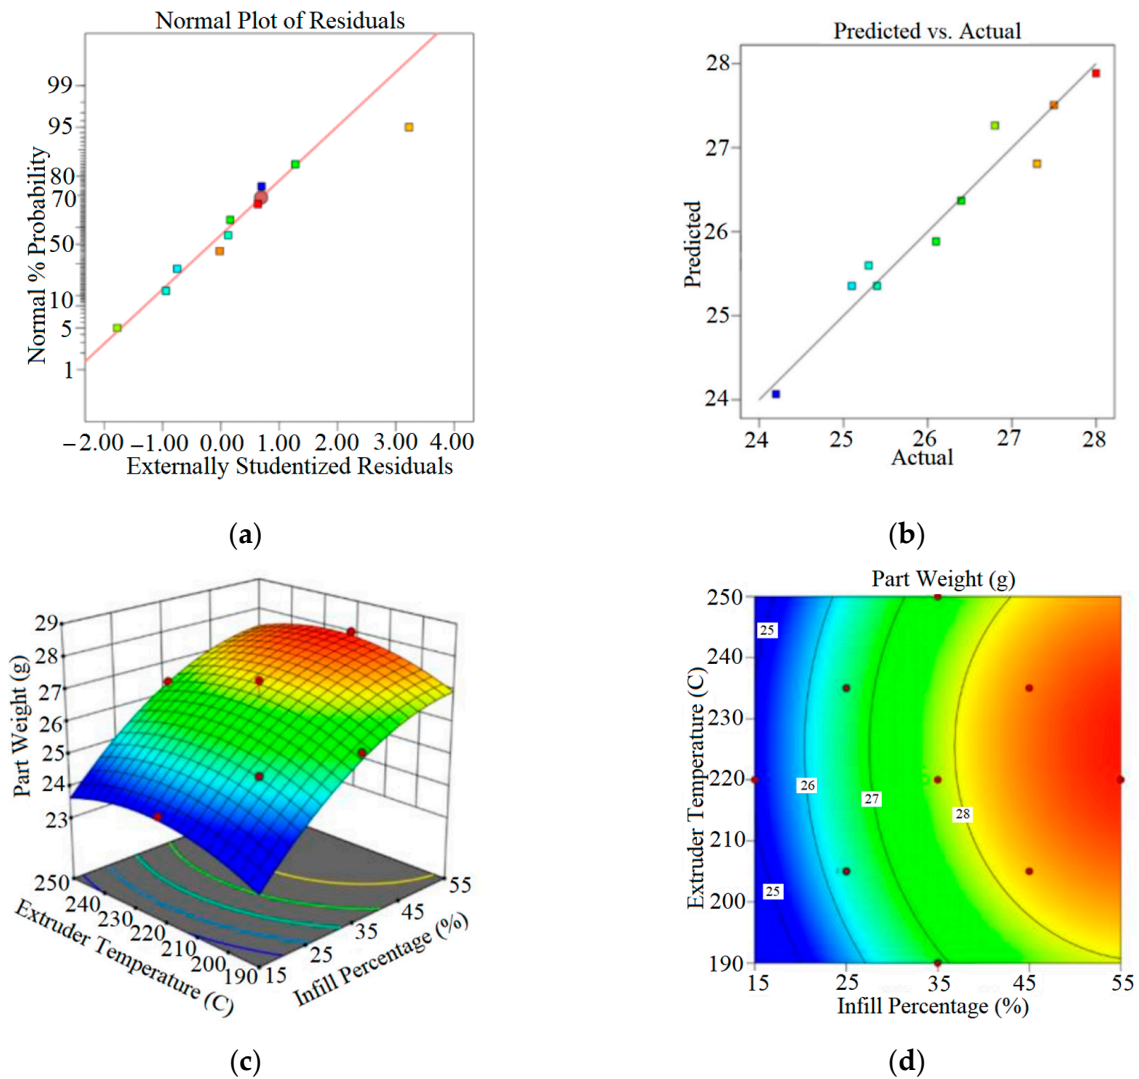 Normal Plot of Residuals
Normal % Probability
99
95
80
70
50
10
5
1
−2.00 −1.00 0.00 1.00 2.00 3.00 4.00
Externally Studentized Residuals
(a)
Predicted vs. Actual
Predicted
28
27
26
25
24
24 25 26 27 28
Actual
(b)
Part Weight (g)
29
28
27
26
25
24
23
250 240 230 220 210 200 190
Extruder Temperature (C)
15 25 35 45 55
Infill Percentage (%)
(c)
Part Weight (g)
Extruder Temperature (C)
250
240
230
220
210
200
190
25
26
27
28
25
15 25 35 45 55
Infill Percentage (%)
(d)